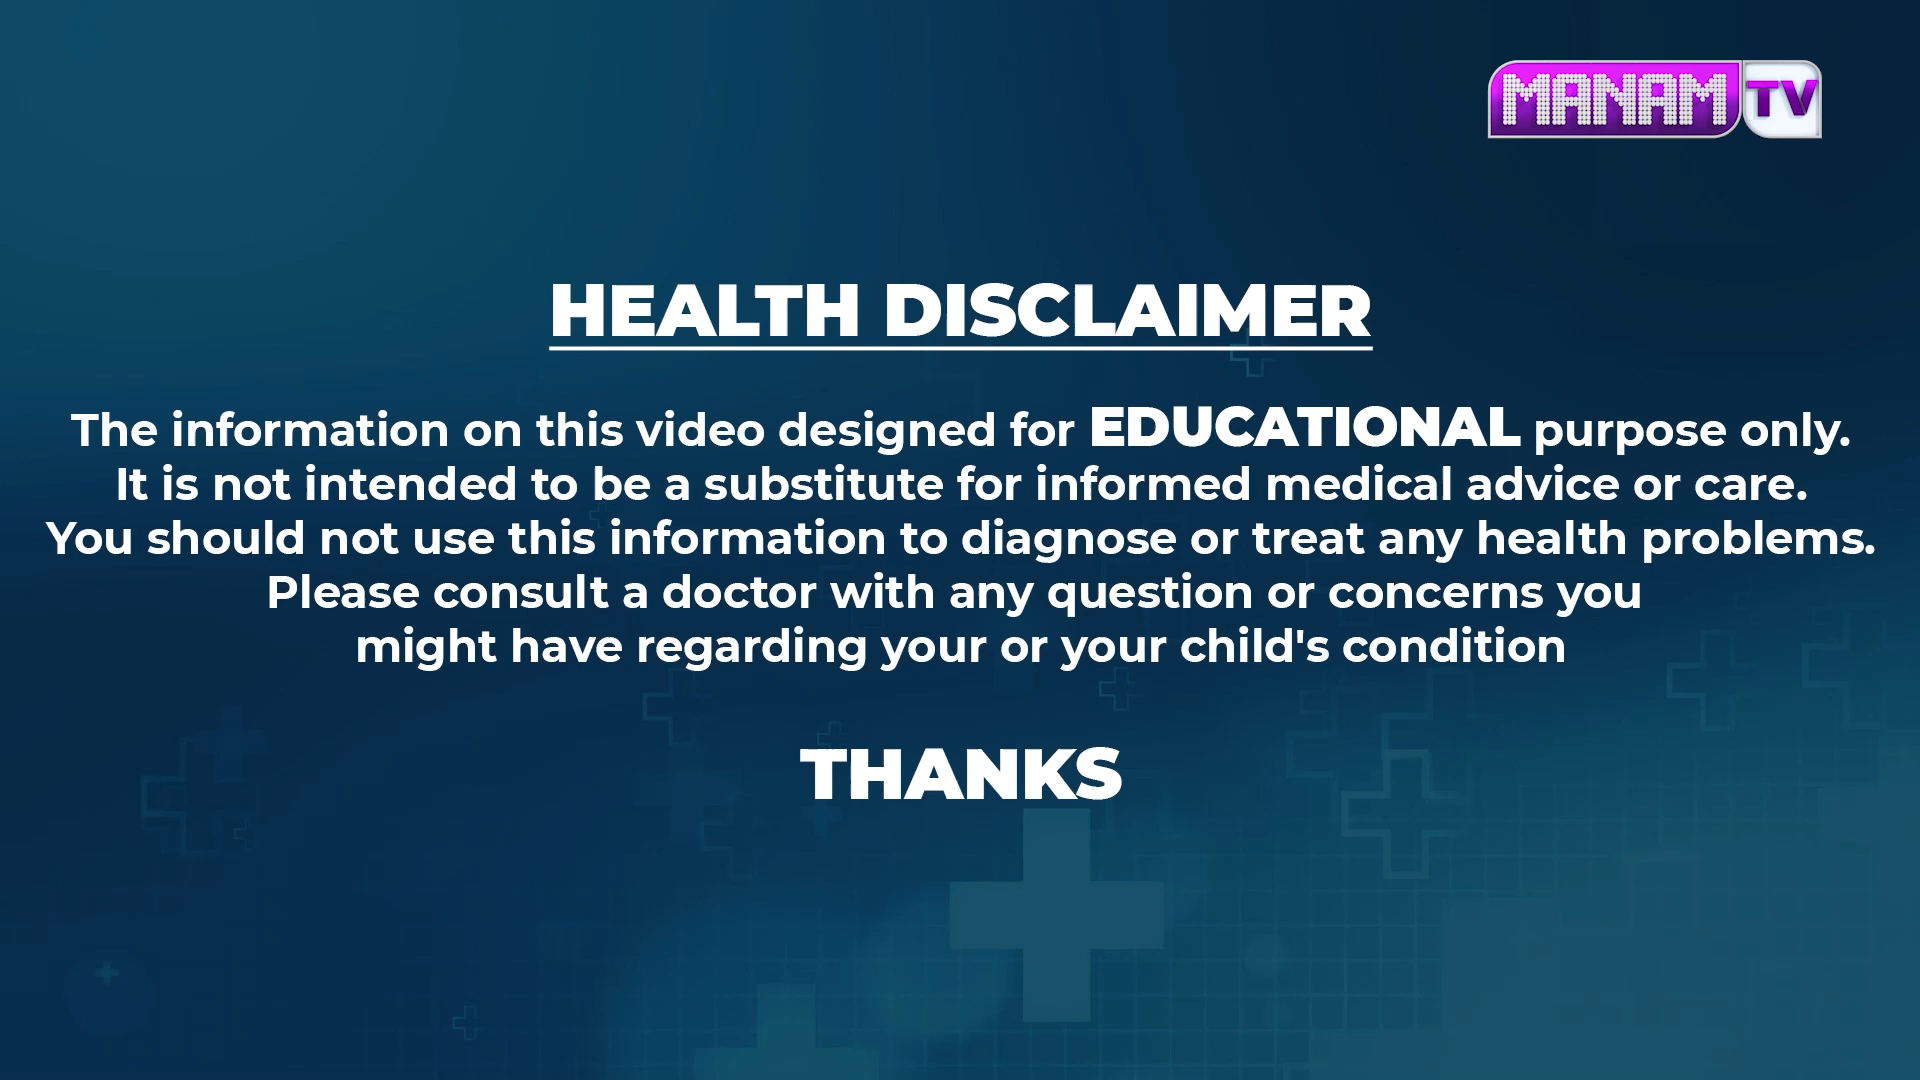 MANAM TV
HEALTH DISCLAIMER
The information on this video designed for EDUCATIONAL purpose only.
It is not intended to be a substitute for informed medical advice or care.
You should not use this information to diagnose or treat any health problems.
Please consult a doctor with any question or concerns you
might have regarding your or your child's condition
THANKS